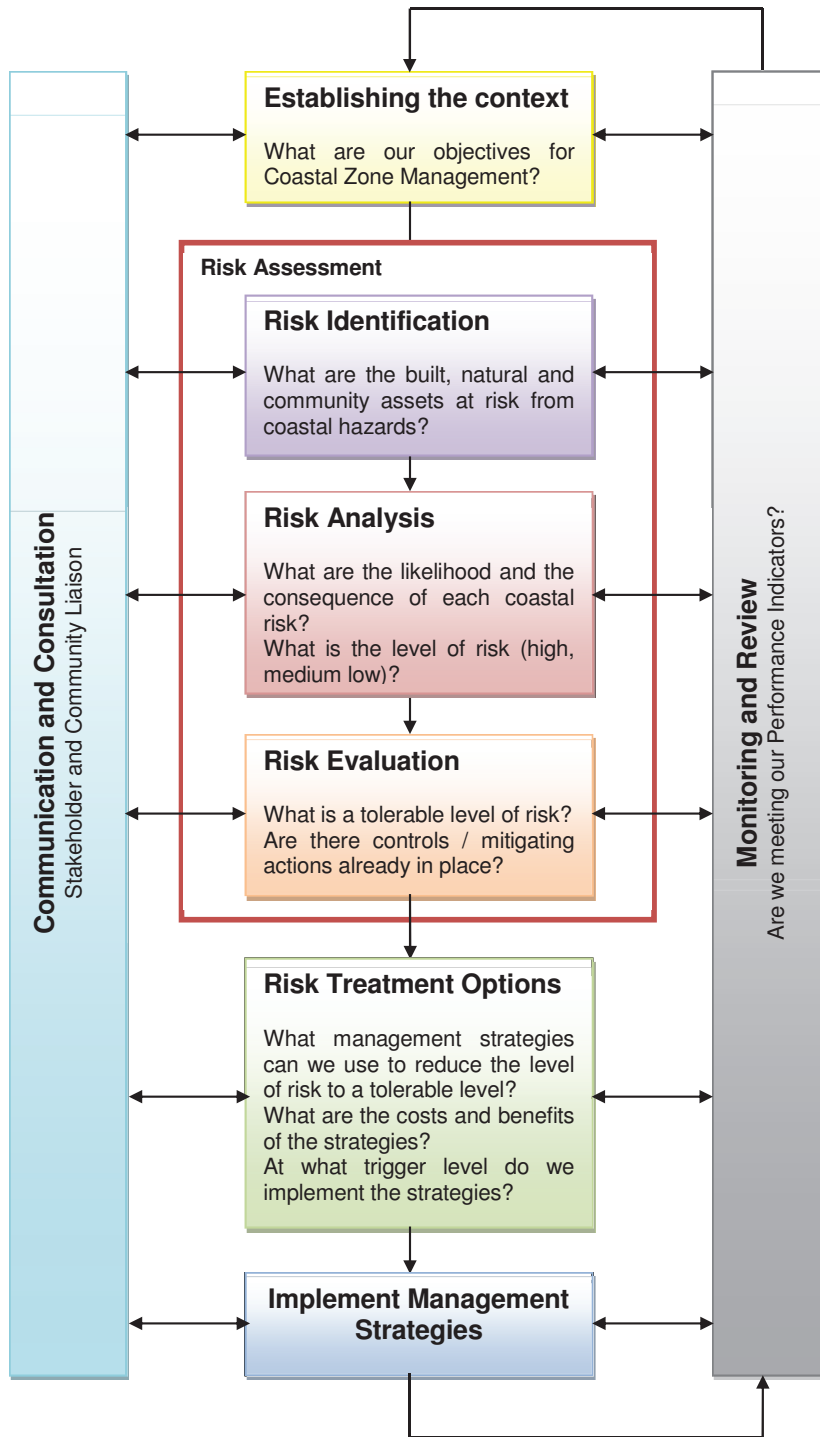 Establishing the context
What are our objectives for
Coastal Zone Management?
Risk Assessment
Risk Identification
What are the built, natural and
community assets at risk from
coastal hazards?
Risk Analysis
What are the likelihood and the
consequence of each coastal
risk?
What is the level of risk (high,
medium low)?
Risk Evaluation
What is a tolerable level of risk?
Are there controls / mitigating
actions already in place?
Risk Treatment Options
What management strategies
can we use to reduce the level
of risk to a tolerable level?
What are the costs and benefits
of the strategies?
At what trigger level do we
implement the strategies?
Implement Management
Strategies
Communication and Consultation
Stakeholder and Community Liaison
Monitoring and Review
Are we meeting our Performance Indicators?